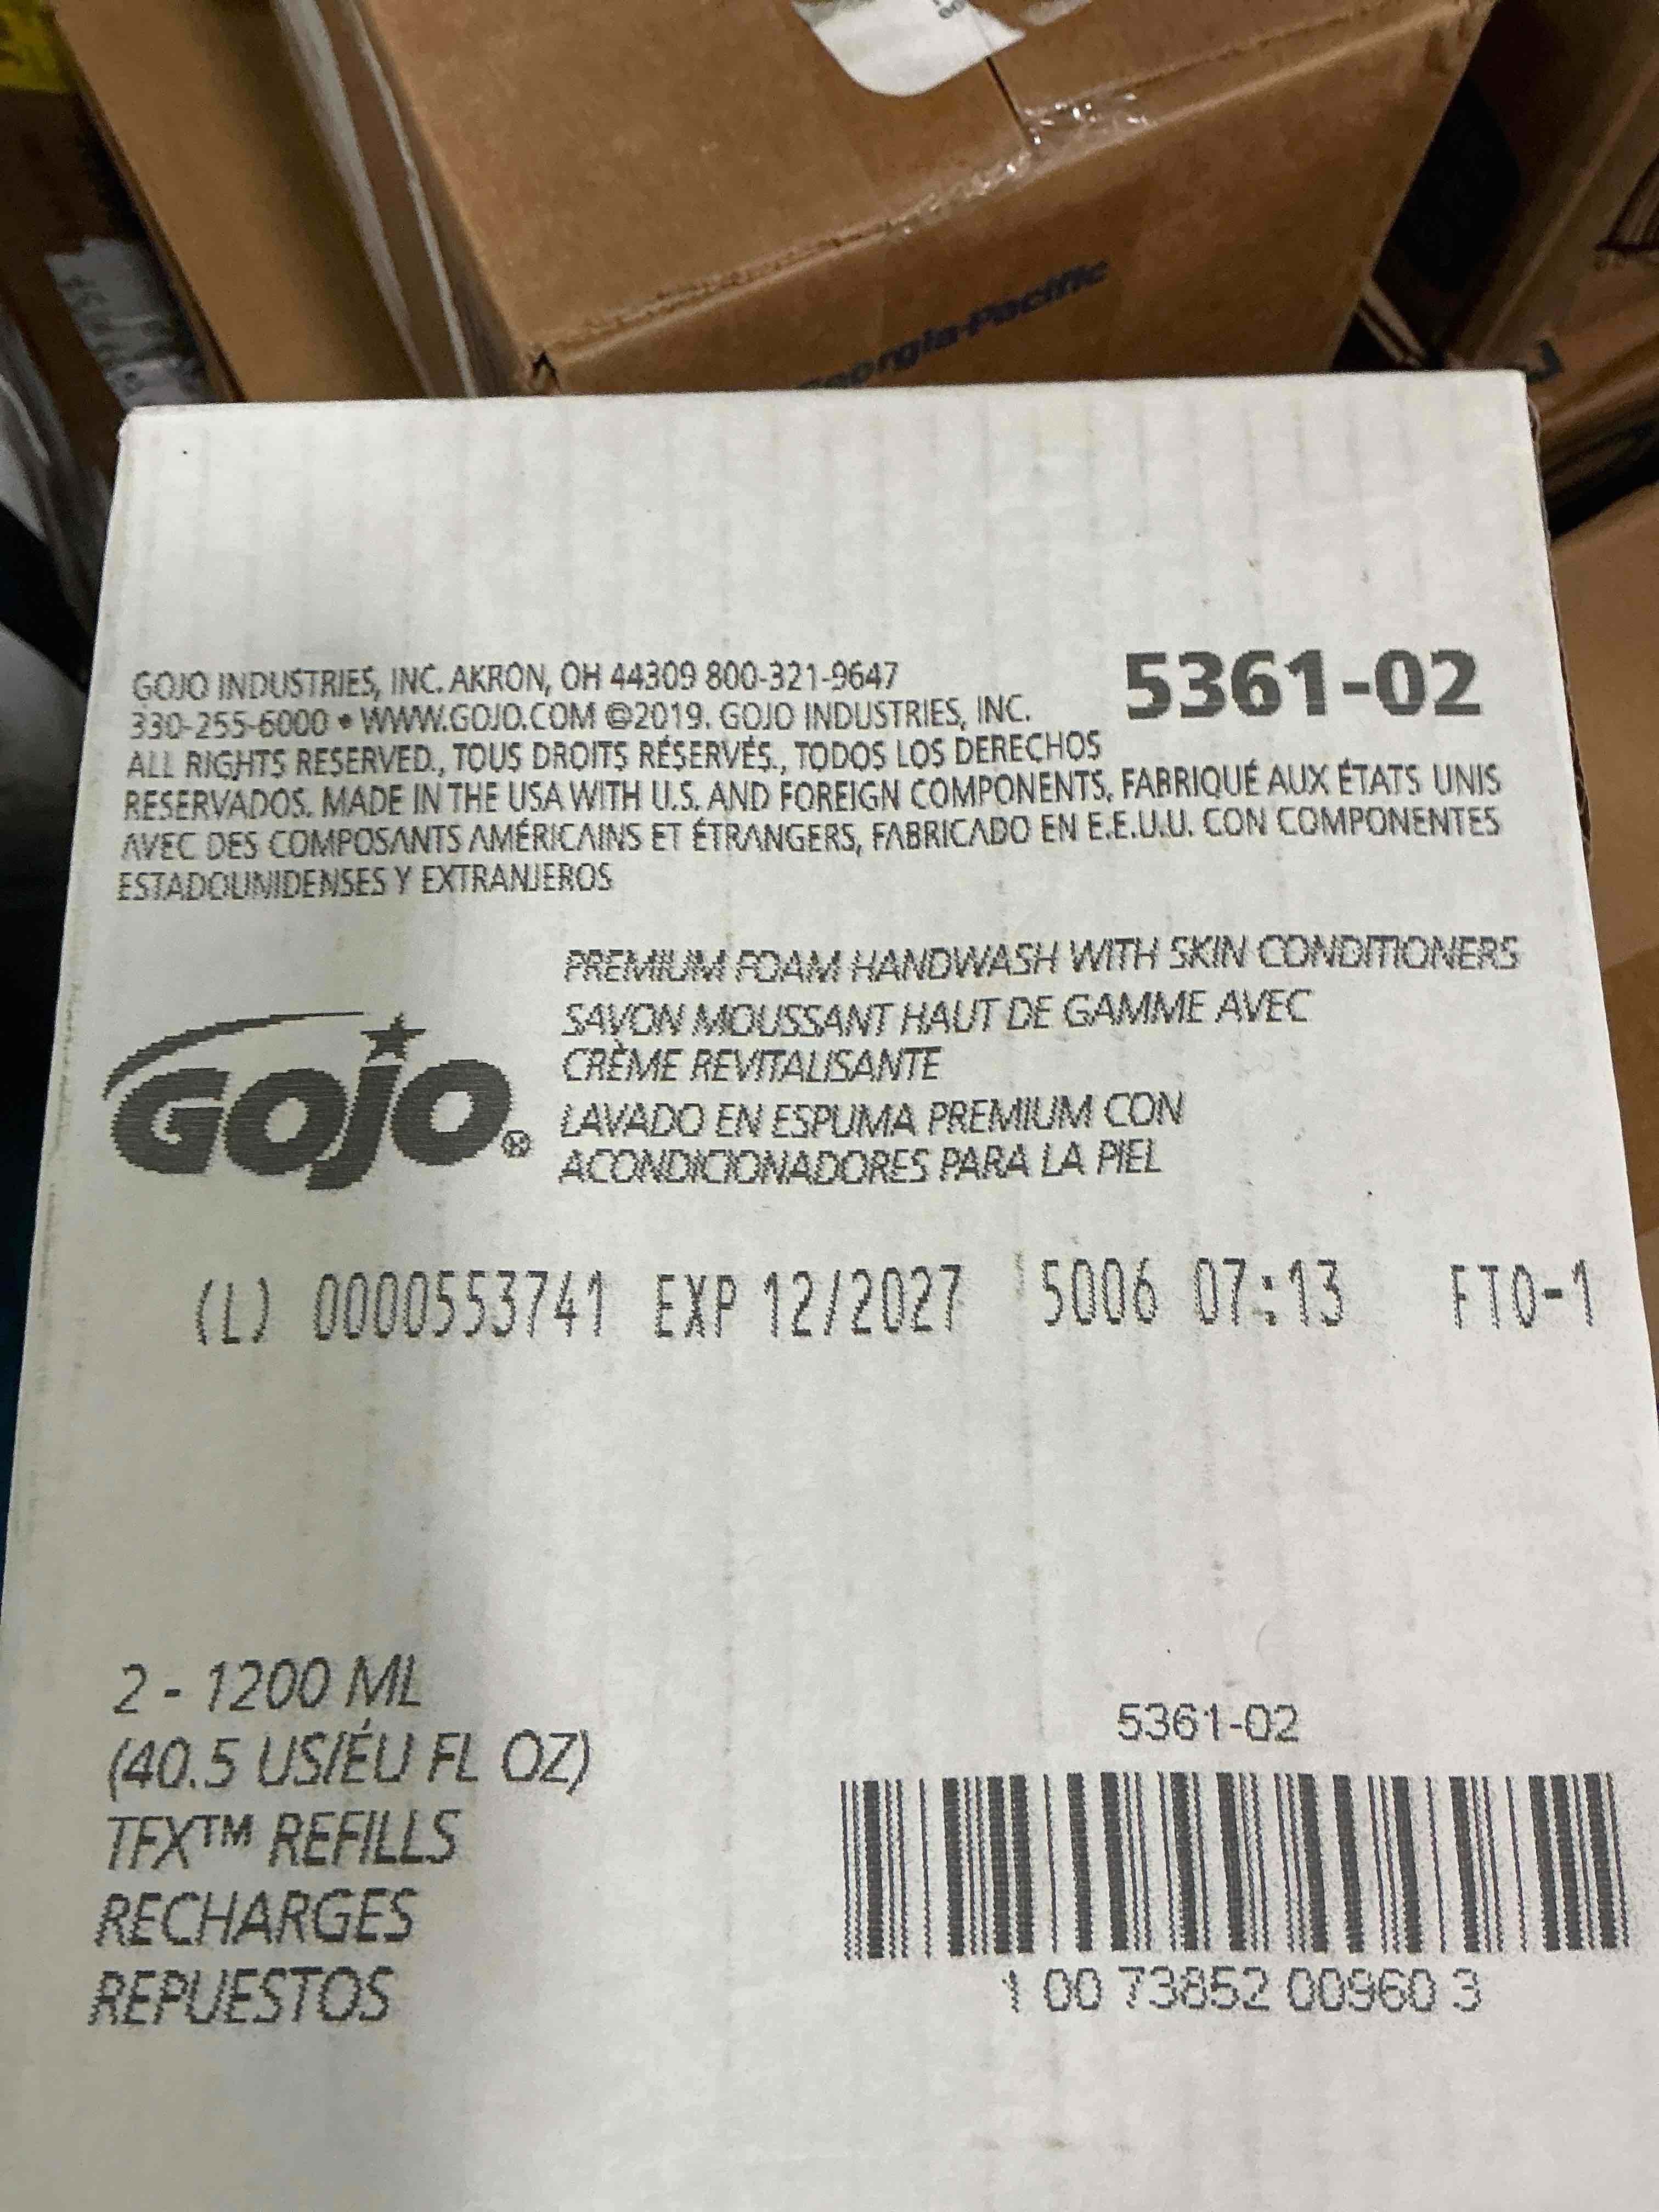 Georgia-Pacific
GOJO INDUSTRIES, INC. AKRON, OH 44309 800-321-9647
330-255-6000 • WWW.GOJO.COM ©2019. GOJO INDUSTRIES, INC.
5361-02
ALL RIGHTS RESERVED., TOUS DROITS RÉSERVÉS., TODOS LOS DERECHOS
RESERVADOS. MADE IN THE USA WITH U.S. AND FOREIGN COMPONENTS, FABRIQUÉ AUX ÉTATS UNIS
AVEC DES COMPOSANTS AMÉRICAINS ET ÉTRANGERS, FABRICADO EN E.E.U.U. CON COMPONENTES
ESTADOUNIDENSES Y EXTRANJEROS
GOJO®
PREMIUM FOAM HANDWASH WITH SKIN CONDITIONERS
SAVON MOUSSANT HAUT DE GAMME AVEC
CRÈME REVITALISANTE
LAVADO EN ESPUMA PREMIUM CON
ACONDICIONADORES PARA LA PIEL
(L) 0000553741 EXP 12/2027 5006 07:13 FTO-1
2 - 1200 ML
(40.5 US/ÉU FL OZ)
TFX™ REFILLS
RECHARGES
REPUESTOS
5361-02
1 00 73852 00960 3